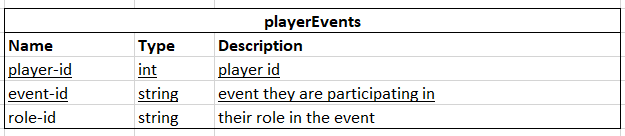 playerEvents
Name Type Description
player-id int player id
event-id string event they are participating in
role-id string their role in the event